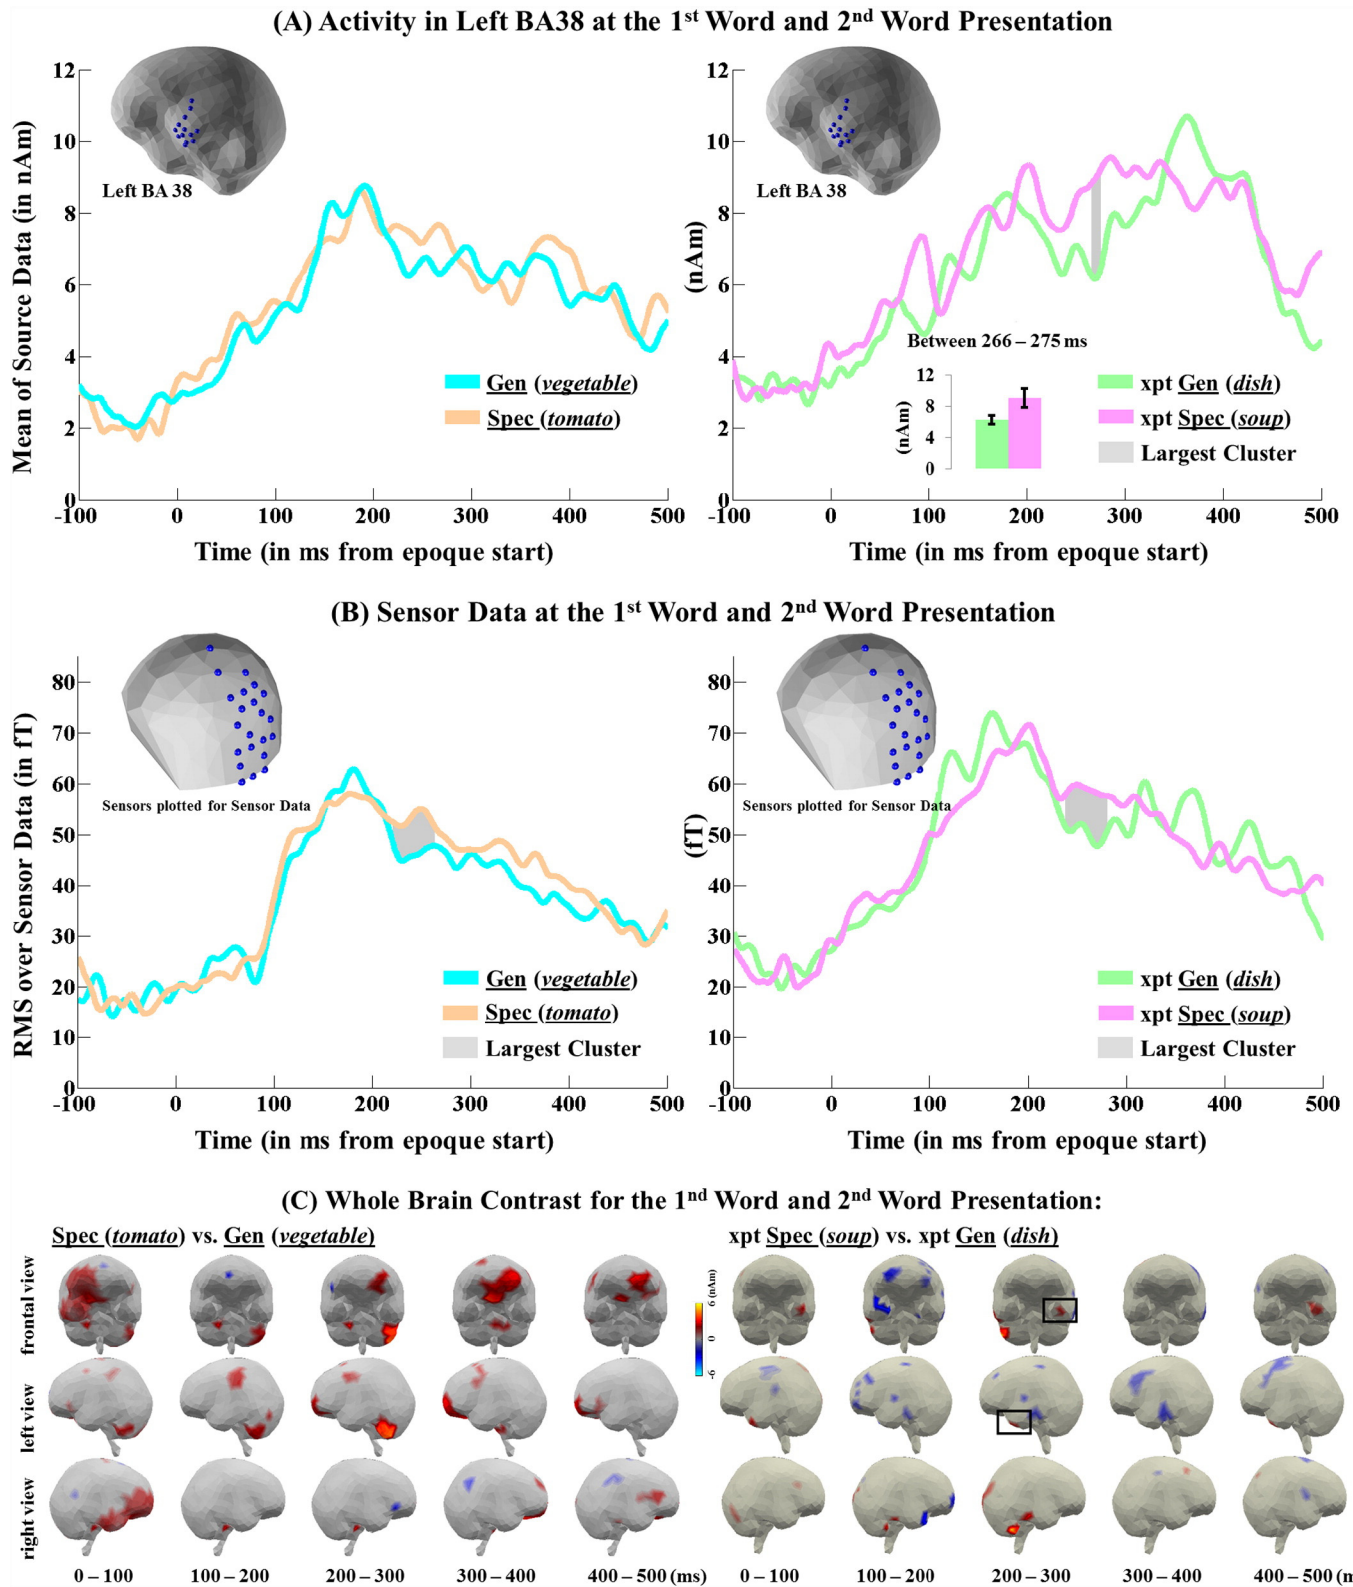 (A) Activity in Left BA38 at the 1st Word and 2nd Word Presentation
Mean of Source Data (in nAm)
12
10
8
6
4
2
0
Left BA 38
Gen (vegetable)
Spec (tomato)
-100 0 100 200 300 400 500
Time (in ms from epoque start)
(nAm)
12
10
8
6
4
2
0
Left BA 38
Between 266 – 275 ms
(nAm)
12
8
4
0
xpt Gen (dish)
xpt Spec (soup)
Largest Cluster
-100 0 100 200 300 400 500
Time (in ms from epoque start)
(B) Sensor Data at the 1st Word and 2nd Word Presentation
RMS over Sensor Data (in fT)
80
70
60
50
40
30
20
10
0
Sensors plotted for Sensor Data
Gen (vegetable)
Spec (tomato)
Largest Cluster
-100 0 100 200 300 400 500
Time (in ms from epoque start)
(fT)
80
70
60
50
40
30
20
10
0
Sensors plotted for Sensor Data
xpt Gen (dish)
xpt Spec (soup)
Largest Cluster
-100 0 100 200 300 400 500
Time (in ms from epoque start)
(C) Whole Brain Contrast for the 1nd Word and 2nd Word Presentation:
Spec (tomato) vs. Gen (vegetable)
xpt Spec (soup) vs. xpt Gen (dish)
frontal view
left view
right view
6 (nAm)
0
-6
0 – 100 100 – 200 200 – 300 300 – 400 400 – 500 (ms)
0 – 100 100 – 200 200 – 300 300 – 400 400 – 500 (m